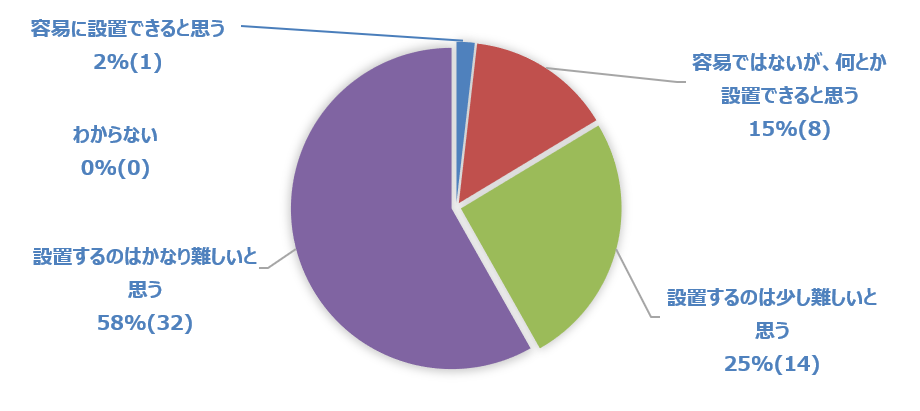 容易に設置できると思う
2%(1)
容易ではないが、何とか
設置できると思う
15%(8)
わからない
0%(0)
設置するのはかなり難しいと
思う
58%(32)
設置するのは少し難しいと
思う
25%(14)